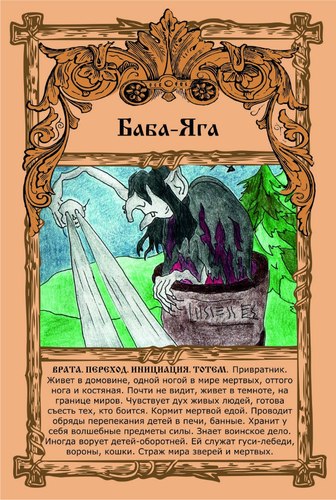 Баба-Яга
ВРАТА. ПЕРЕХОД. ИНИЦИАЦИЯ. ТОТЕМ. Привратник.
Живет в домовине, одной ногой в мире мертвых, оттого
нога и костяная. Почти не видит, живет в темноте, на
границе миров. Чувствует дух живых людей, готова
съесть тех, кто боится. Кормит мертвой едой. Проводит
обряды перепекания детей в печи, банные. Хранит у
себя волшебные предметы силы. Знает воинское дело.
Иногда ворует детей-оборотней. Ей служат гуси-лебеди,
вороны, кошки. Страж мира зверей и мертвых.